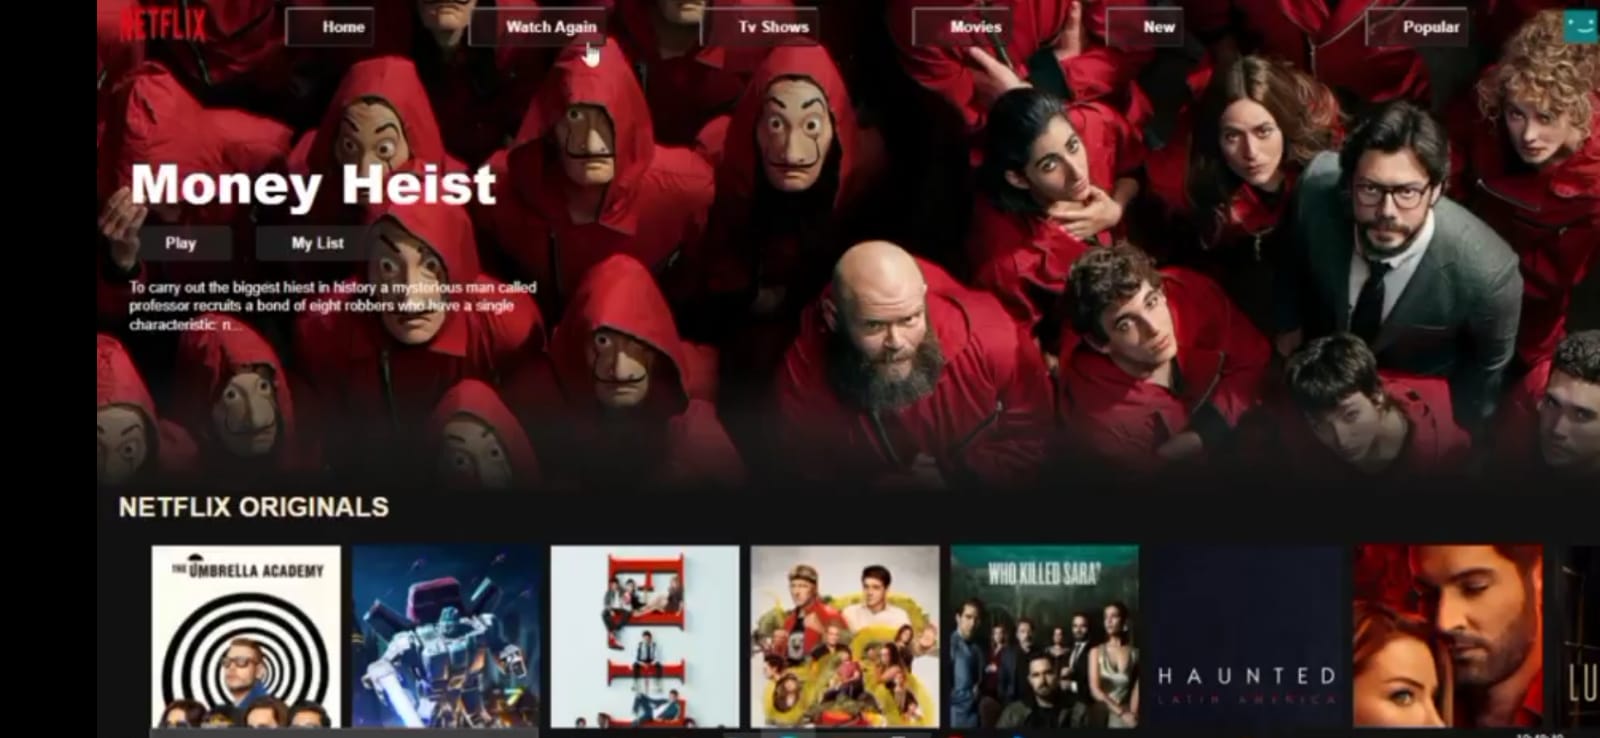 NETFLIX
Home
Watch Again
Tv Shows
Movies
New
Popular
Money Heist
Play
My List
To carry out the biggest hiest in history a mysterious man called
professor recruits a bond of eight robbers who have a single
characteristic: n...
NETFLIX ORIGINALS
THE UMBRELLA ACADEMY
WHO KILLED SARA?
HAUNTED
LATIN AMERICA
LU